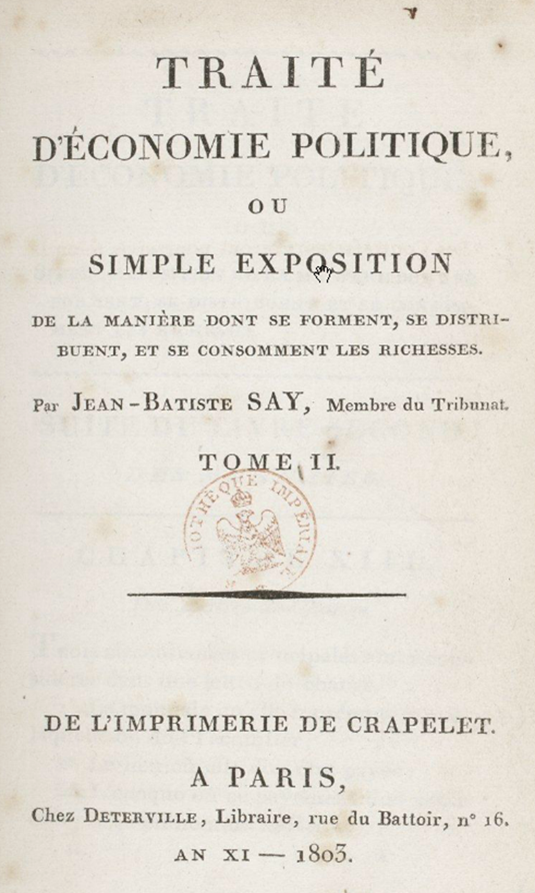 TRAITÉ
D'ÉCONOMIE POLITIQUE,
OU
SIMPLE EXPOSITION
DE LA MANIÈRE DONT SE FORMENT, SE DISTRI-
BUENT, ET SE CONSOMMENT LES RICHESSES.
Par JEAN-BATISTE SAY, Membre du Tribunat.
TOME II.
IOTHÈQUE IMPÉRIALE
DE L'IMPRIMERIE DE CRAPELET.
A PARIS,
Chez DETERVILLE, Libraire, rue du Battoir, n° 16.
AN XI — 1803.